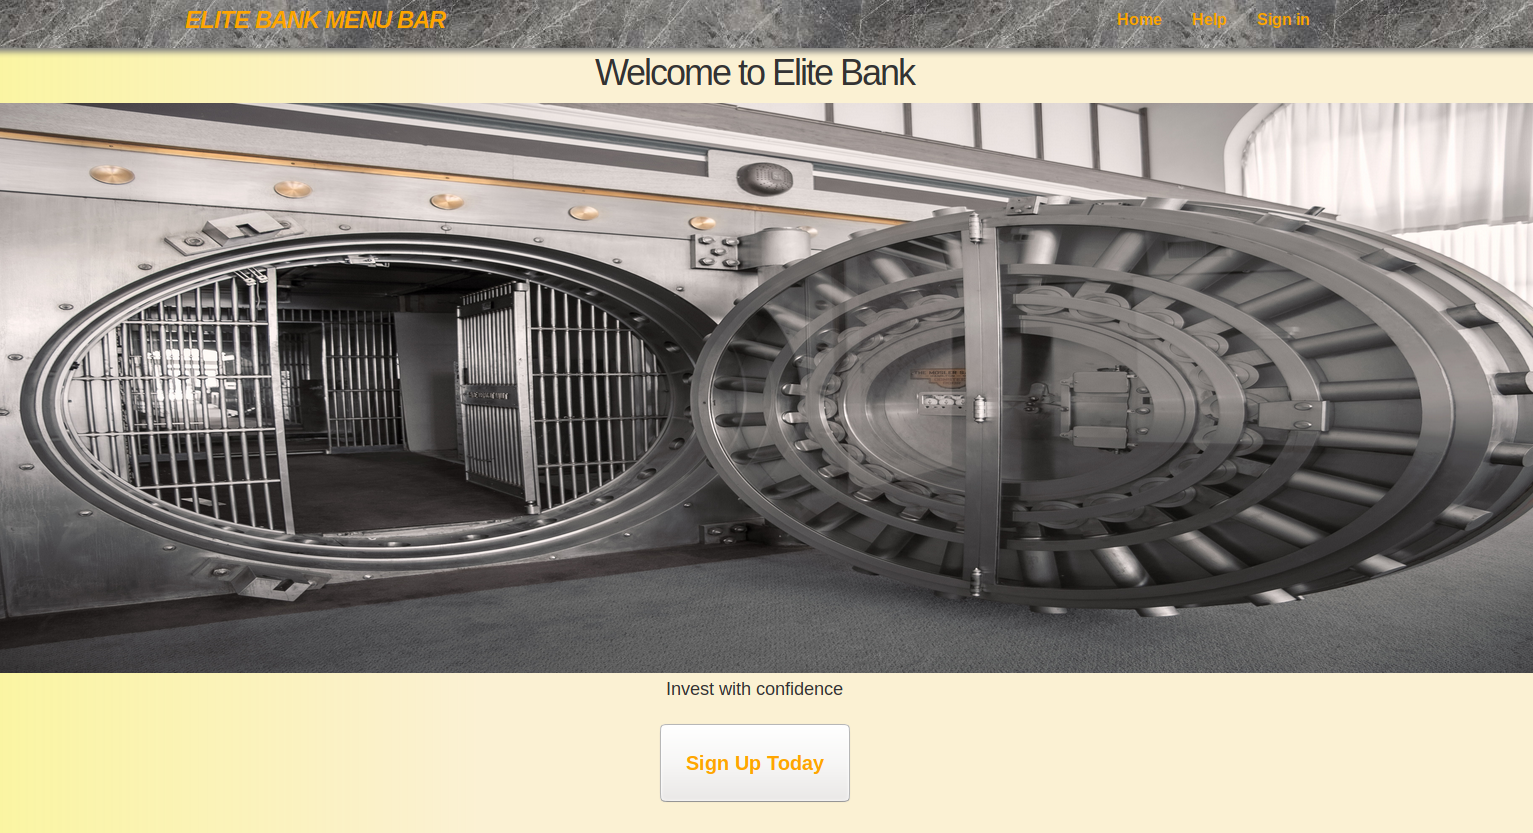 ELITE BANK MENU BAR
Home Help Sign in
Welcome to Elite Bank
Invest with confidence
Sign Up Today